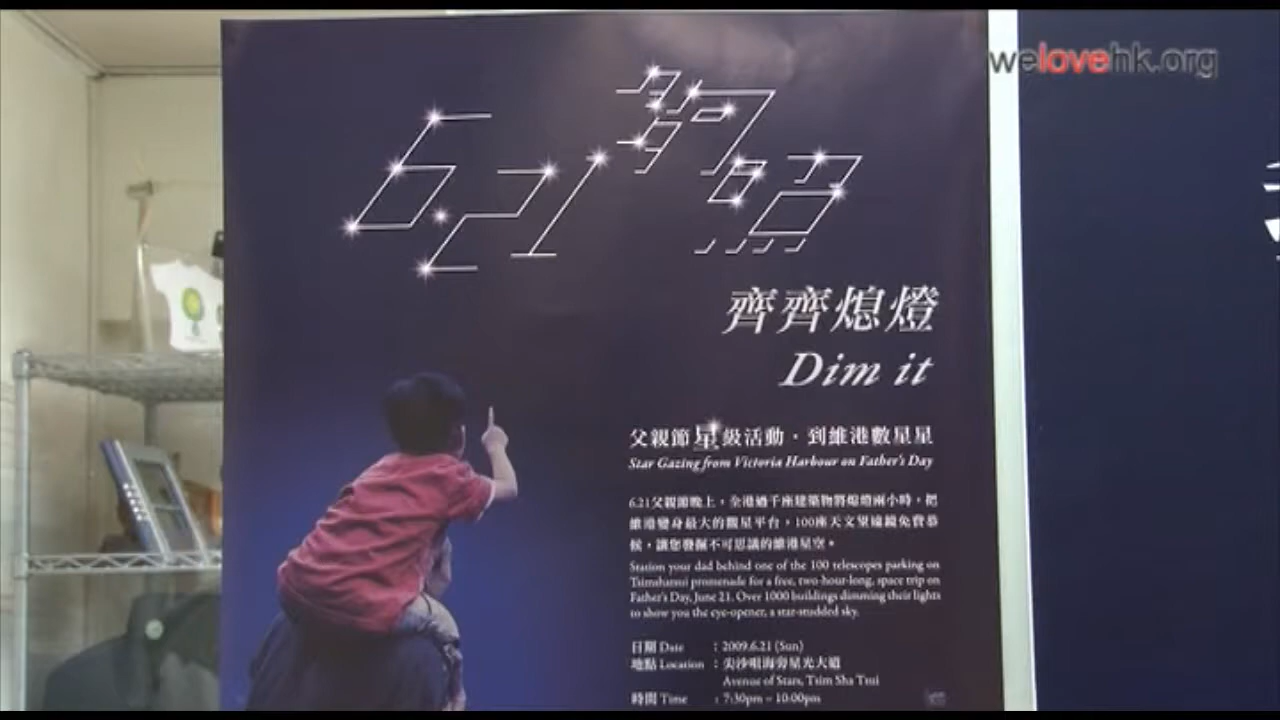 welovehk.org
6.21夠照
齊齊熄燈
Dim it
父親節星級活動．到維港數星星
Star Gazing from Victoria Harbour on Father's Day
6.21父親節晚上，全港過千座建築物將熄燈兩小時，把
維港變身最大的觀星平台，100座天文望遠鏡免費恭
候，讓您發掘不可思議的維港星空。
Station your dad behind one of the 100 telescopes parking on
Tsimshatsui promenade for a free, two-hour-long, space trip on
Father's Day, June 21. Over 1000 buildings dimming their lights
to show you the eye-opener, a star-studded sky.
日期 Date : 2009.6.21 (Sun)
地點 Location : 尖沙咀海旁星光大道
Avenue of Stars, Tsim Sha Tsui
時間 Time : 7:30pm – 10:00pm